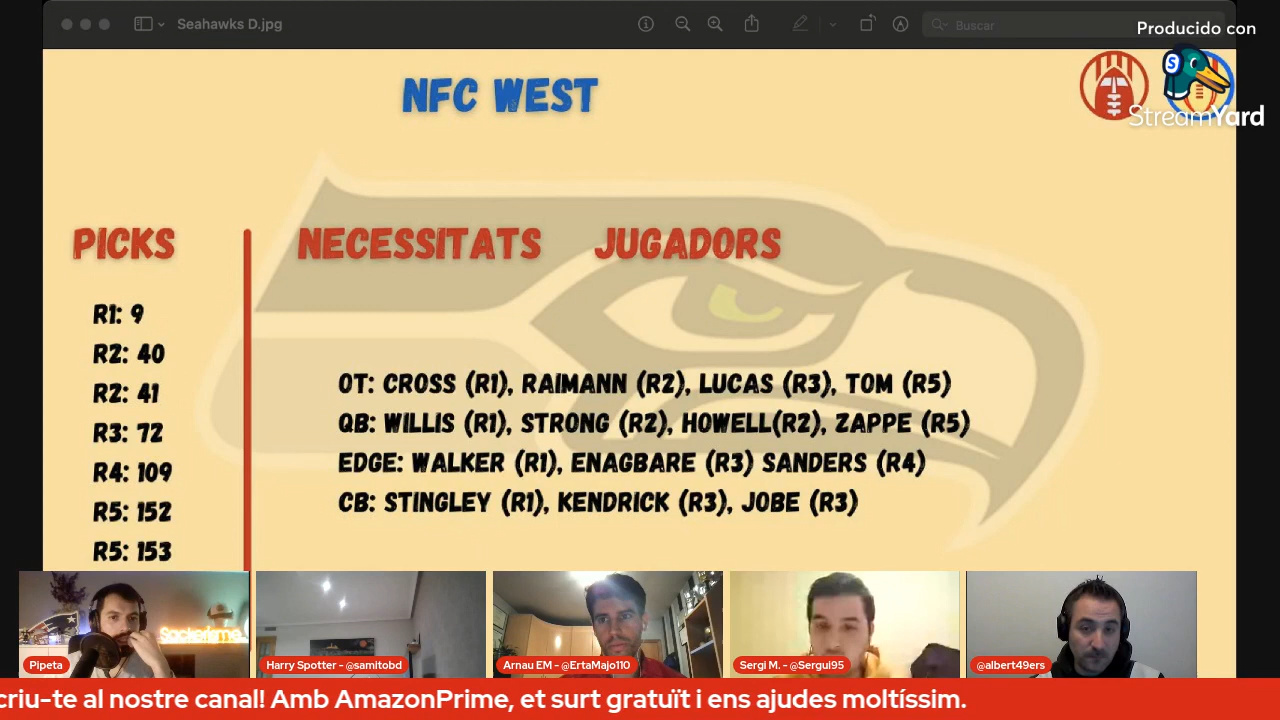 Seahawks D.jpg
Buscar
Producido con
StreamYard
NFC WEST
PICKS
NECESSITATS
JUGADORS
R1: 9
R2: 40
R2: 41
R3: 72
R4: 109
R5: 152
R5: 153
OT: CROSS (R1), RAIMANN (R2), LUCAS (R3), TOM (R5)
QB: WILLIS (R1), STRONG (R2), HOWELL(R2), ZAPPE (R5)
EDGE: WALKER (R1), ENAGBARE (R3) SANDERS (R4)
CB: STINGLEY (R1), KENDRICK (R3), JOBE (R3)
Pipeta
Harry Spotter - @samitobd
Arnau EM - @ErtaMajo110
Sergi M. - @Sergui95
@albert49ers
criu-te al nostre canal! Amb AmazonPrime, et surt gratuït i ens ajudes moltíssim.